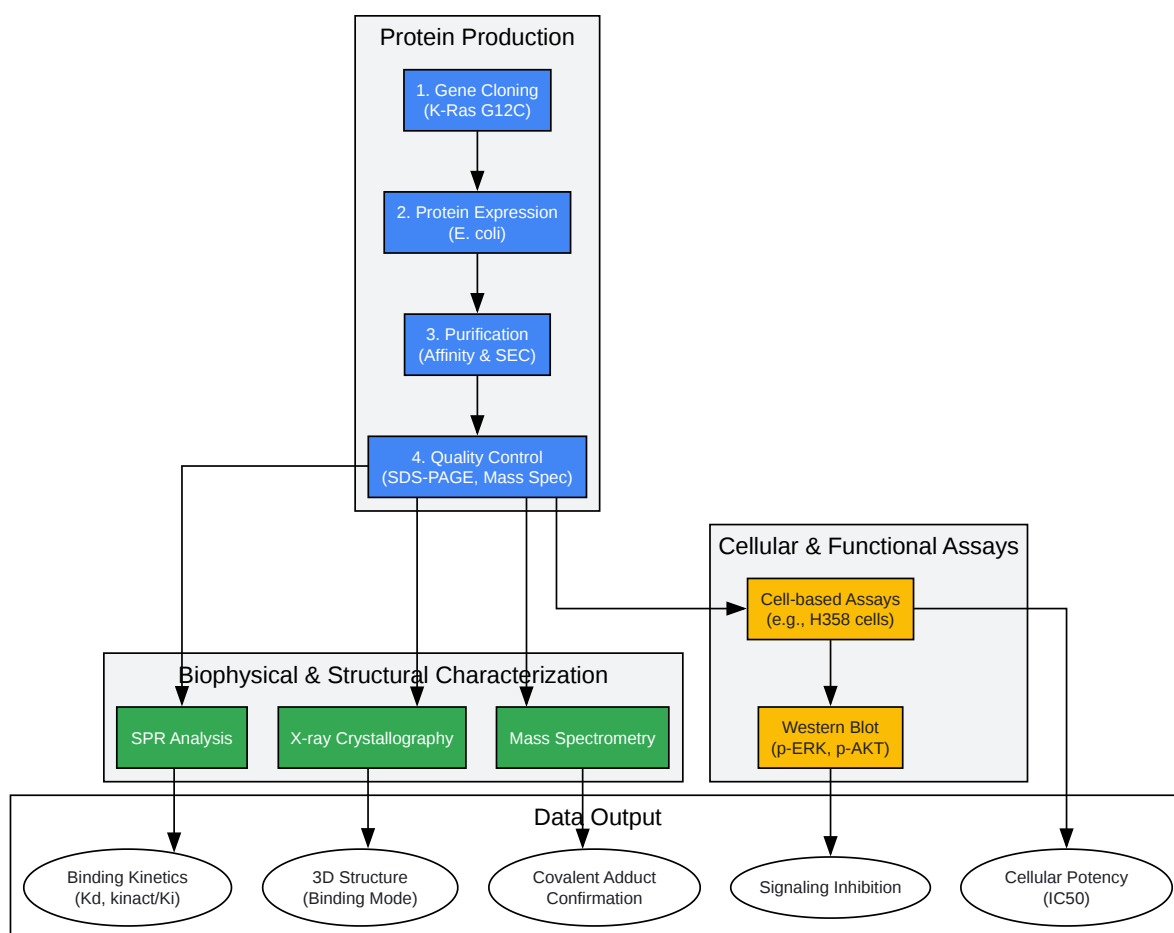 Protein Production
1. Gene Cloning
(K-Ras G12C)
2. Protein Expression
(E. coli)
3. Purification
(Affinity & SEC)
4. Quality Control
(SDS-PAGE, Mass Spec)
Cellular & Functional Assays
Cell-based Assays
(e.g., H358 cells)
Biophysical & Structural Characterization
SPR Analysis
X-ray Crystallography
Mass Spectrometry
Western Blot
(p-ERK, p-AKT)
Data Output
Binding Kinetics
(Kd, kinact/Ki)
3D Structure
(Binding Mode)
Covalent Adduct
Confirmation
Signaling Inhibition
Cellular Potency
(IC50)